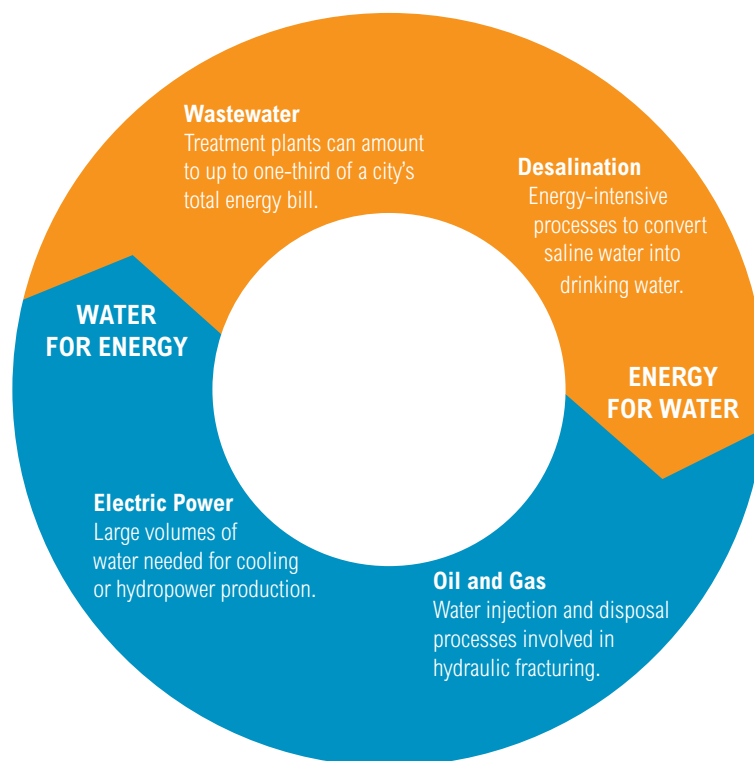 Wastewater
Treatment plants can amount
to up to one-third of a city's
total energy bill.
Desalination
Energy-intensive
processes to convert
saline water into
drinking water.
WATER
FOR ENERGY
ENERGY
FOR WATER
Electric Power
Large volumes of
water needed for cooling
or hydropower production.
Oil and Gas
Water injection and disposal
processes involved in
hydraulic fracturing.